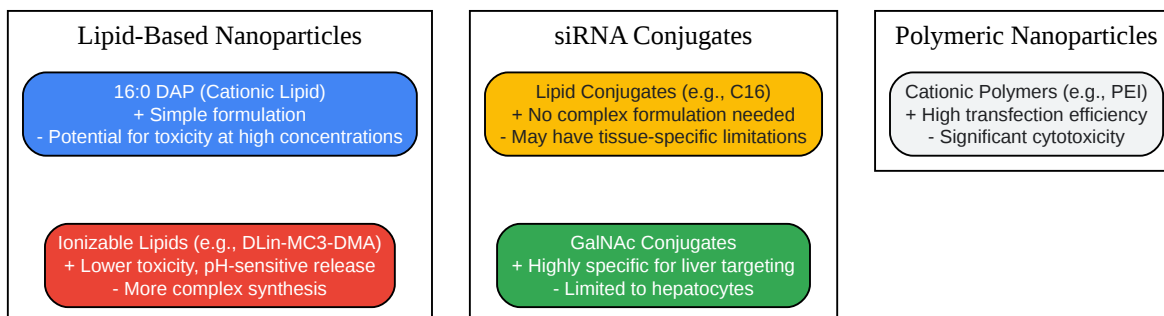 Lipid-Based Nanoparticles
16:0 DAP (Cationic Lipid)
+ Simple formulation
- Potential for toxicity at high concentrations
Ionizable Lipids (e.g., DLin-MC3-DMA)
+ Lower toxicity, pH-sensitive release
- More complex synthesis
siRNA Conjugates
Lipid Conjugates (e.g., C16)
+ No complex formulation needed
- May have tissue-specific limitations
GalNAc Conjugates
+ Highly specific for liver targeting
- Limited to hepatocytes
Polymeric Nanoparticles
Cationic Polymers (e.g., PEI)
+ High transfection efficiency
- Significant cytotoxicity